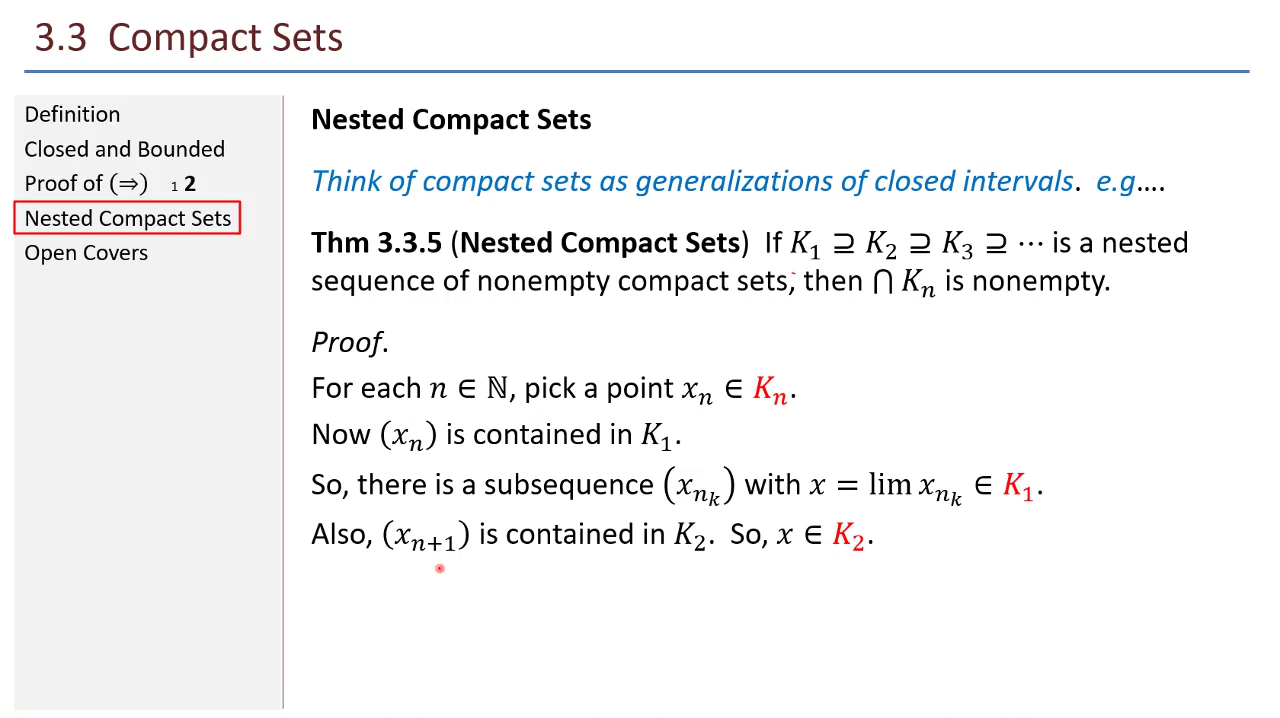 3.3 Compact Sets
Definition
Closed and Bounded
Proof of (⇒) 1 2
Nested Compact Sets
Open Covers
Nested Compact Sets
Think of compact sets as generalizations of closed intervals. e.g....
Thm 3.3.5 (Nested Compact Sets) If K₁ ⊇ K₂ ⊇ K₃ ⊇ ⋯ is a nested
sequence of nonempty compact sets, then ⋂ Kₙ is nonempty.
Proof.
For each n ∈ ℕ, pick a point xₙ ∈ Kₙ.
Now (xₙ) is contained in K₁.
So, there is a subsequence (x_{n_k}) with x = lim x_{n_k} ∈ K₁.
Also, (xₙ₊₁) is contained in K₂. So, x ∈ K₂.